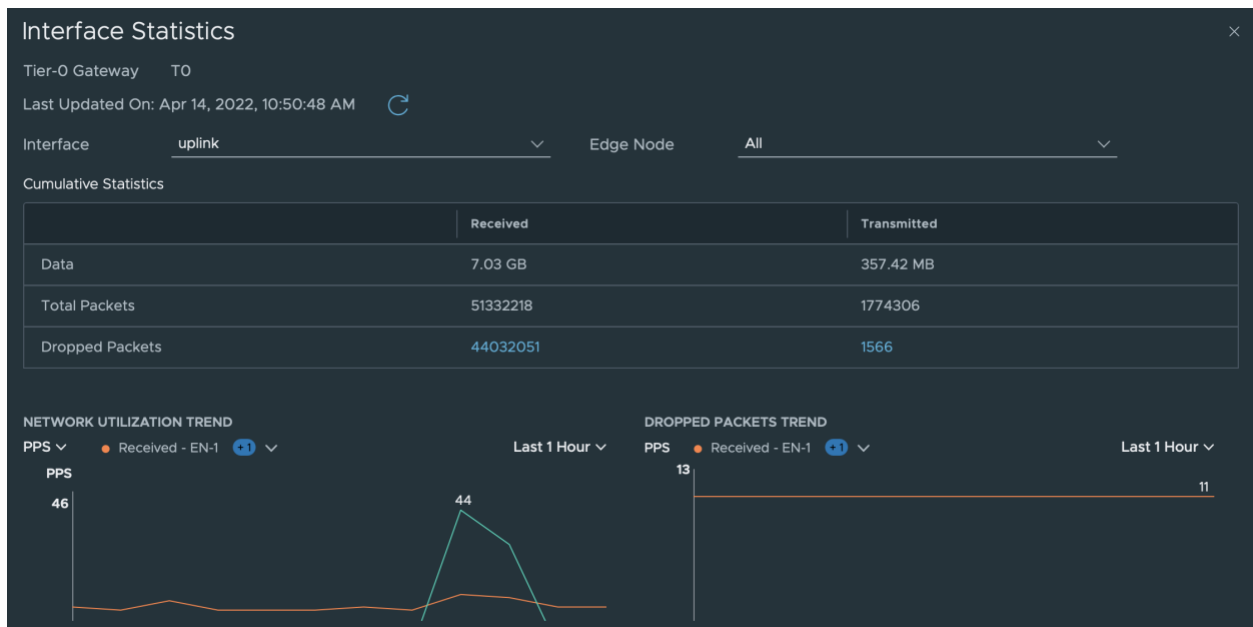 Interface Statistics
Tier-0 Gateway T0
Last Updated On: Apr 14, 2022, 10:50:48 AM
Interface uplink Edge Node All
Cumulative Statistics
Received Transmitted
Data 7.03 GB 357.42 MB
Total Packets 51332218 1774306
Dropped Packets 44032051 1566
NETWORK UTILIZATION TREND
PPS Received - EN-1 +1 Last 1 Hour
PPS
46
44
DROPPED PACKETS TREND
PPS Received - EN-1 +1 Last 1 Hour
13
11